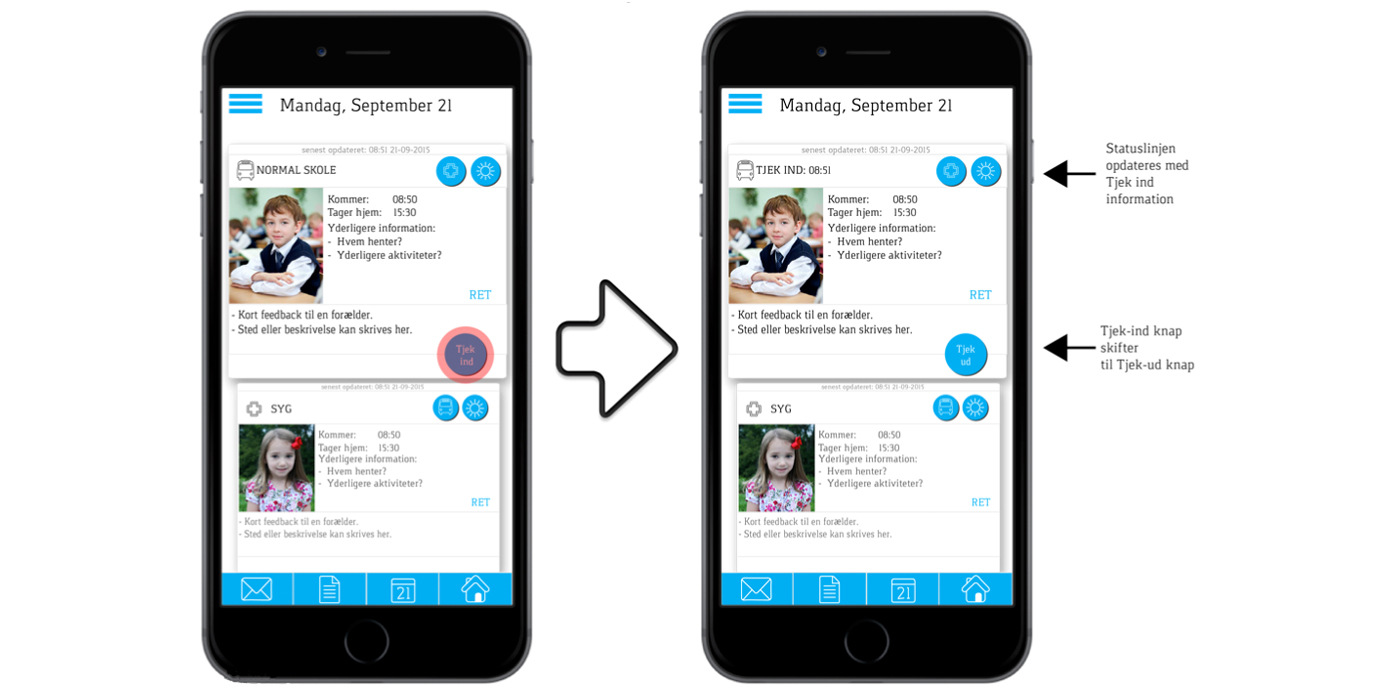 Mandag, September 21
senest opdateret: 08:51 21-09-2015
NORMAL SKOLE
Kommer: 08:50
Tager hjem: 15:30
Yderligere information:
- Hvem henter?
- Yderligere aktiviteter?
RET
- Kort feedback til en forælder.
- Sted eller beskrivelse kan skrives her.
Tjek
ind
senest opdateret: 08:51 21-09-2015
SYG
Kommer: 08:50
Tager hjem: 15:30
Yderligere information:
- Hvem henter?
- Yderligere aktiviteter?
RET
- Kort feedback til en forælder.
- Sted eller beskrivelse kan skrives her.
21
Mandag, September 21
senest opdateret: 08:51 21-09-2015
TJEK IND: 08:51
Kommer: 08:50
Tager hjem: 15:30
Yderligere information:
- Hvem henter?
- Yderligere aktiviteter?
RET
- Kort feedback til en forælder.
- Sted eller beskrivelse kan skrives her.
Tjek
ud
senest opdateret: 08:51 21-09-2015
SYG
Kommer: 08:50
Tager hjem: 15:30
Yderligere information:
- Hvem henter?
- Yderligere aktiviteter?
RET
- Kort feedback til en forælder.
- Sted eller beskrivelse kan skrives her.
21
Statuslinjen
opdateres med
Tjek ind
information
Tjek-ind knap
skifter
til Tjek-ud knap